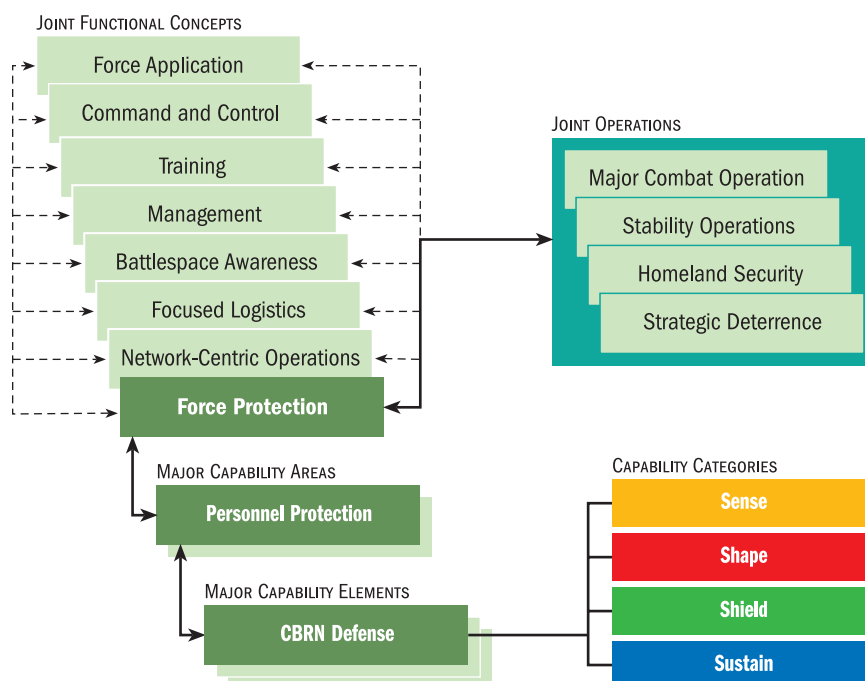 JOINT FUNCTIONAL CONCEPTS
Force Application
Command and Control
Training
Management
Battlespace Awareness
Focused Logistics
Network-Centric Operations
Force Protection
JOINT OPERATIONS
Major Combat Operation
Stability Operations
Homeland Security
Strategic Deterrence
MAJOR CAPABILITY AREAS
Personnel Protection
MAJOR CAPABILITY ELEMENTS
CBRN Defense
CAPABILITY CATEGORIES
Sense
Shape
Shield
Sustain